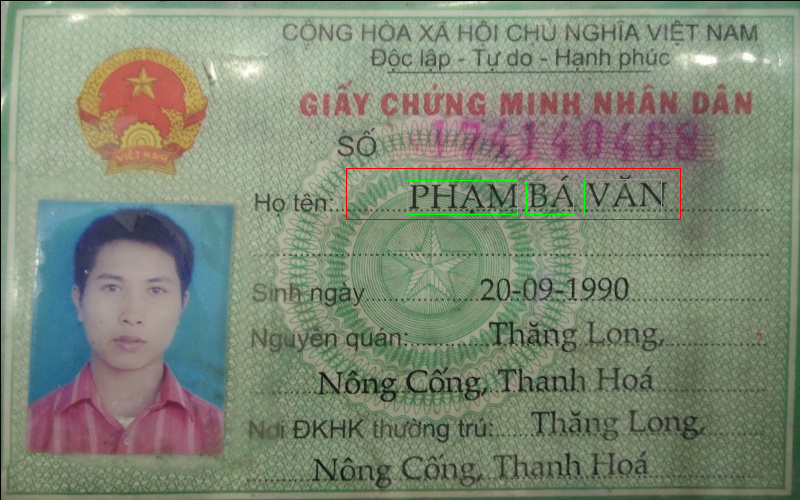 CỘNG HÒA XÃ HỘI CHỦ NGHĨA VIỆT NAM
Độc lập - Tự do - Hạnh phúc
GIẤY CHỨNG MINH NHÂN DÂN
VIỆT NAM
SỐ 174140468
Họ tên: PHẠM BÁ VĂN
Sinh ngày 20-09-1990
Nguyên quán: Thăng Long,
Nông Cống, Thanh Hoá
Nơi ĐKHK thường trú: Thăng Long,
Nông Cống, Thanh Hoá